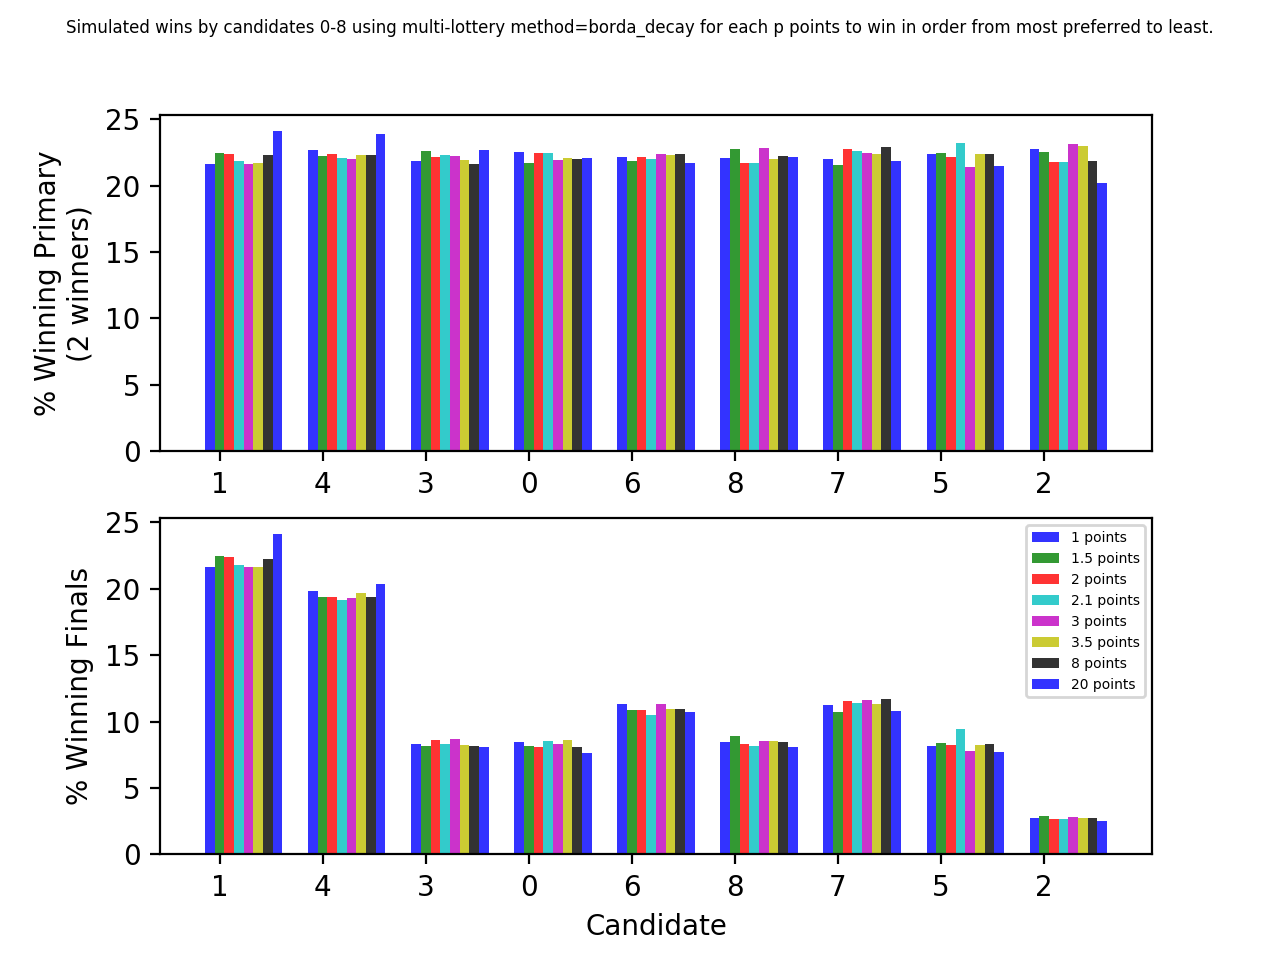 Simulated wins by candidates 0-8 using multi-lottery method=borda_decay for each p points to win in order from most preferred to least.
% Winning Primary
(2 winners)
25
20
15
10
5
0
1 4 3 0 6 8 7 5 2
% Winning Finals
25
20
15
10
5
0
1 points
1.5 points
2 points
2.1 points
3 points
3.5 points
8 points
20 points
1 4 3 0 6 8 7 5 2
Candidate